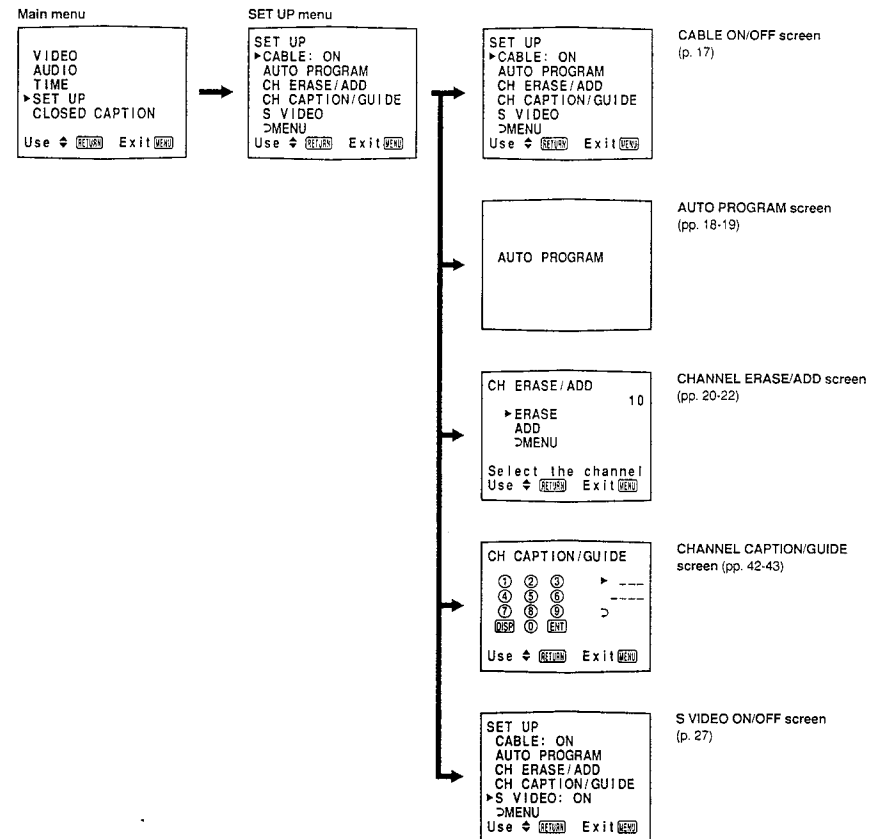 Main menu
VIDEO
AUDIO
TIME
▶SET UP
CLOSED CAPTION
Use ♦ RETURN Exit MENU
SET UP menu
SET UP
▶CABLE: ON
AUTO PROGRAM
CH ERASE/ADD
CH CAPTION/GUIDE
S VIDEO
⊃MENU
Use ♦ RETURN Exit MENU
SET UP
▶CABLE: ON
AUTO PROGRAM
CH ERASE/ADD
CH CAPTION/GUIDE
S VIDEO
⊃MENU
Use ♦ RETURN Exit MENU
CABLE ON/OFF screen
(p. 17)
AUTO PROGRAM
AUTO PROGRAM screen
(pp. 18-19)
CH ERASE/ADD
10
▶ERASE
ADD
⊃MENU
Select the channel
Use ♦ RETURN Exit MENU
CHANNEL ERASE/ADD screen
(pp. 20-22)
CH CAPTION/GUIDE
① ② ③ ▶ ___
④ ⑤ ⑥ ____
⑦ ⑧ ⑨ ⊃
DISP ⓪ ENT
Use ♦ RETURN Exit MENU
CHANNEL CAPTION/GUIDE
screen (pp. 42-43)
SET UP
CABLE: ON
AUTO PROGRAM
CH ERASE/ADD
CH CAPTION/GUIDE
▶S VIDEO: ON
⊃MENU
Use ♦ RETURN Exit MENU
S VIDEO ON/OFF screen
(p. 27)